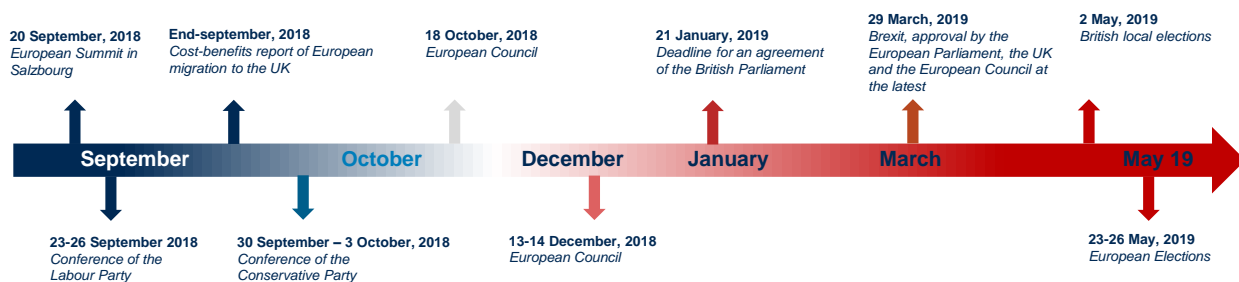 20 September, 2018
European Summit in
Salzbourg
End-september, 2018
Cost-benefits report of European
migration to the UK
18 October, 2018
European Council
21 January, 2019
Deadline for an agreement
of the British Parliament
29 March, 2019
Brexit, approval by the
European Parliament, the UK
and the European Council at
the latest
2 May, 2019
British local elections
September
October
December
January
March
May 19
23-26 September 2018
Conference of the
Labour Party
30 September – 3 October, 2018
Conference of the
Conservative Party
13-14 December, 2018
European Council
23-26 May, 2019
European Elections